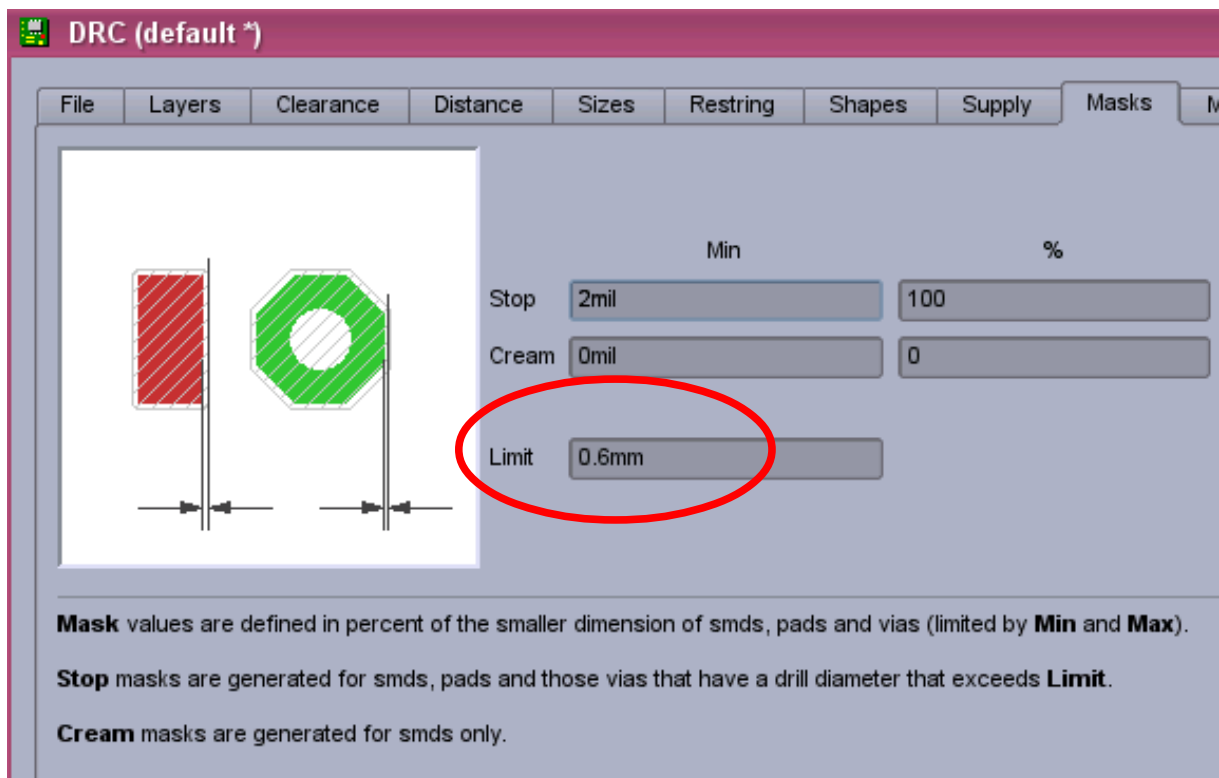 DRC (default *)
File Layers Clearance Distance Sizes Restring Shapes Supply Masks M
Min %
Stop 2mil 100
Cream 0mil 0
Limit 0.6mm
Mask values are defined in percent of the smaller dimension of smds, pads and vias (limited by Min and Max).
Stop masks are generated for smds, pads and those vias that have a drill diameter that exceeds Limit.
Cream masks are generated for smds only.